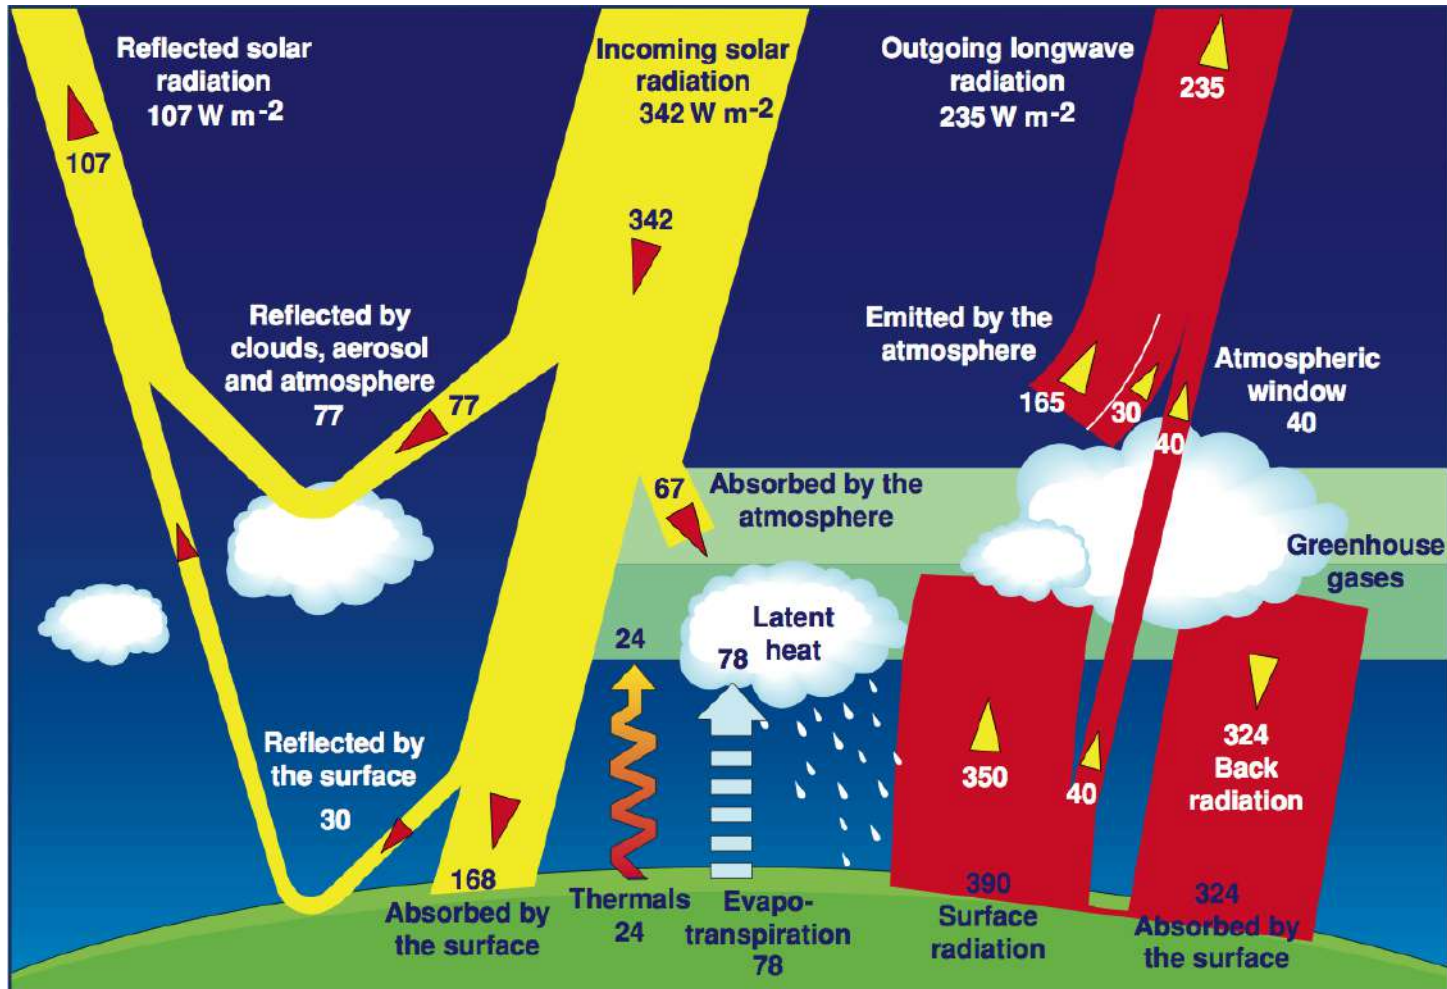 Reflected solar
radiation
107 W m-2
107
Incoming solar
radiation
342 W m-2
342
Outgoing longwave
radiation
235 W m-2
235
Reflected by
clouds, aerosol
and atmosphere
77
77
Emitted by the
atmosphere
165
30
40
Atmospheric
window
40
67
Absorbed by the
atmosphere
Greenhouse
gases
Latent
heat
24
78
Reflected by
the surface
30
350
40
324
Back
radiation
168
Absorbed by
the surface
Thermals
24
Evapo-
transpiration
78
390
Surface
radiation
324
Absorbed by
the surface